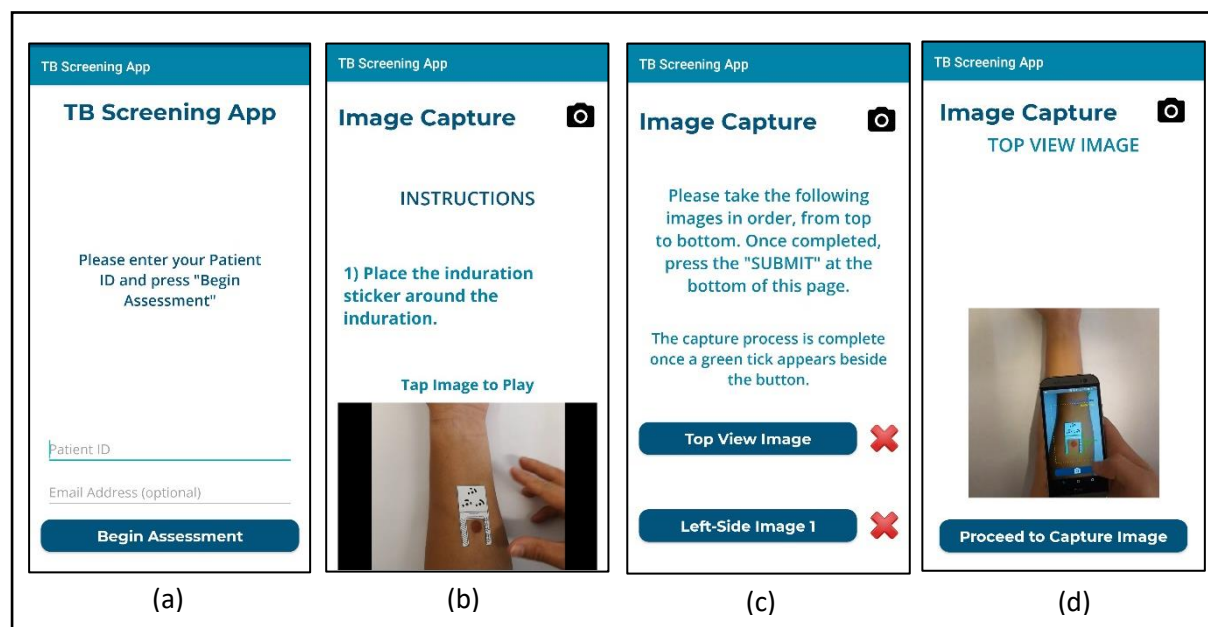 TB Screening App
TB Screening App
Please enter your Patient
ID and press "Begin
Assessment"
Patient ID
Email Address (optional)
Begin Assessment
(a)
TB Screening App
Image Capture
INSTRUCTIONS
1) Place the induration
sticker around the
induration.
Tap Image to Play
(b)
TB Screening App
Image Capture
Please take the following
images in order, from top
to bottom. Once completed,
press the "SUBMIT" at the
bottom of this page.
The capture process is complete
once a green tick appears beside
the button.
Top View Image
Left-Side Image 1
(c)
TB Screening App
Image Capture
TOP VIEW IMAGE
Proceed to Capture Image
(d)